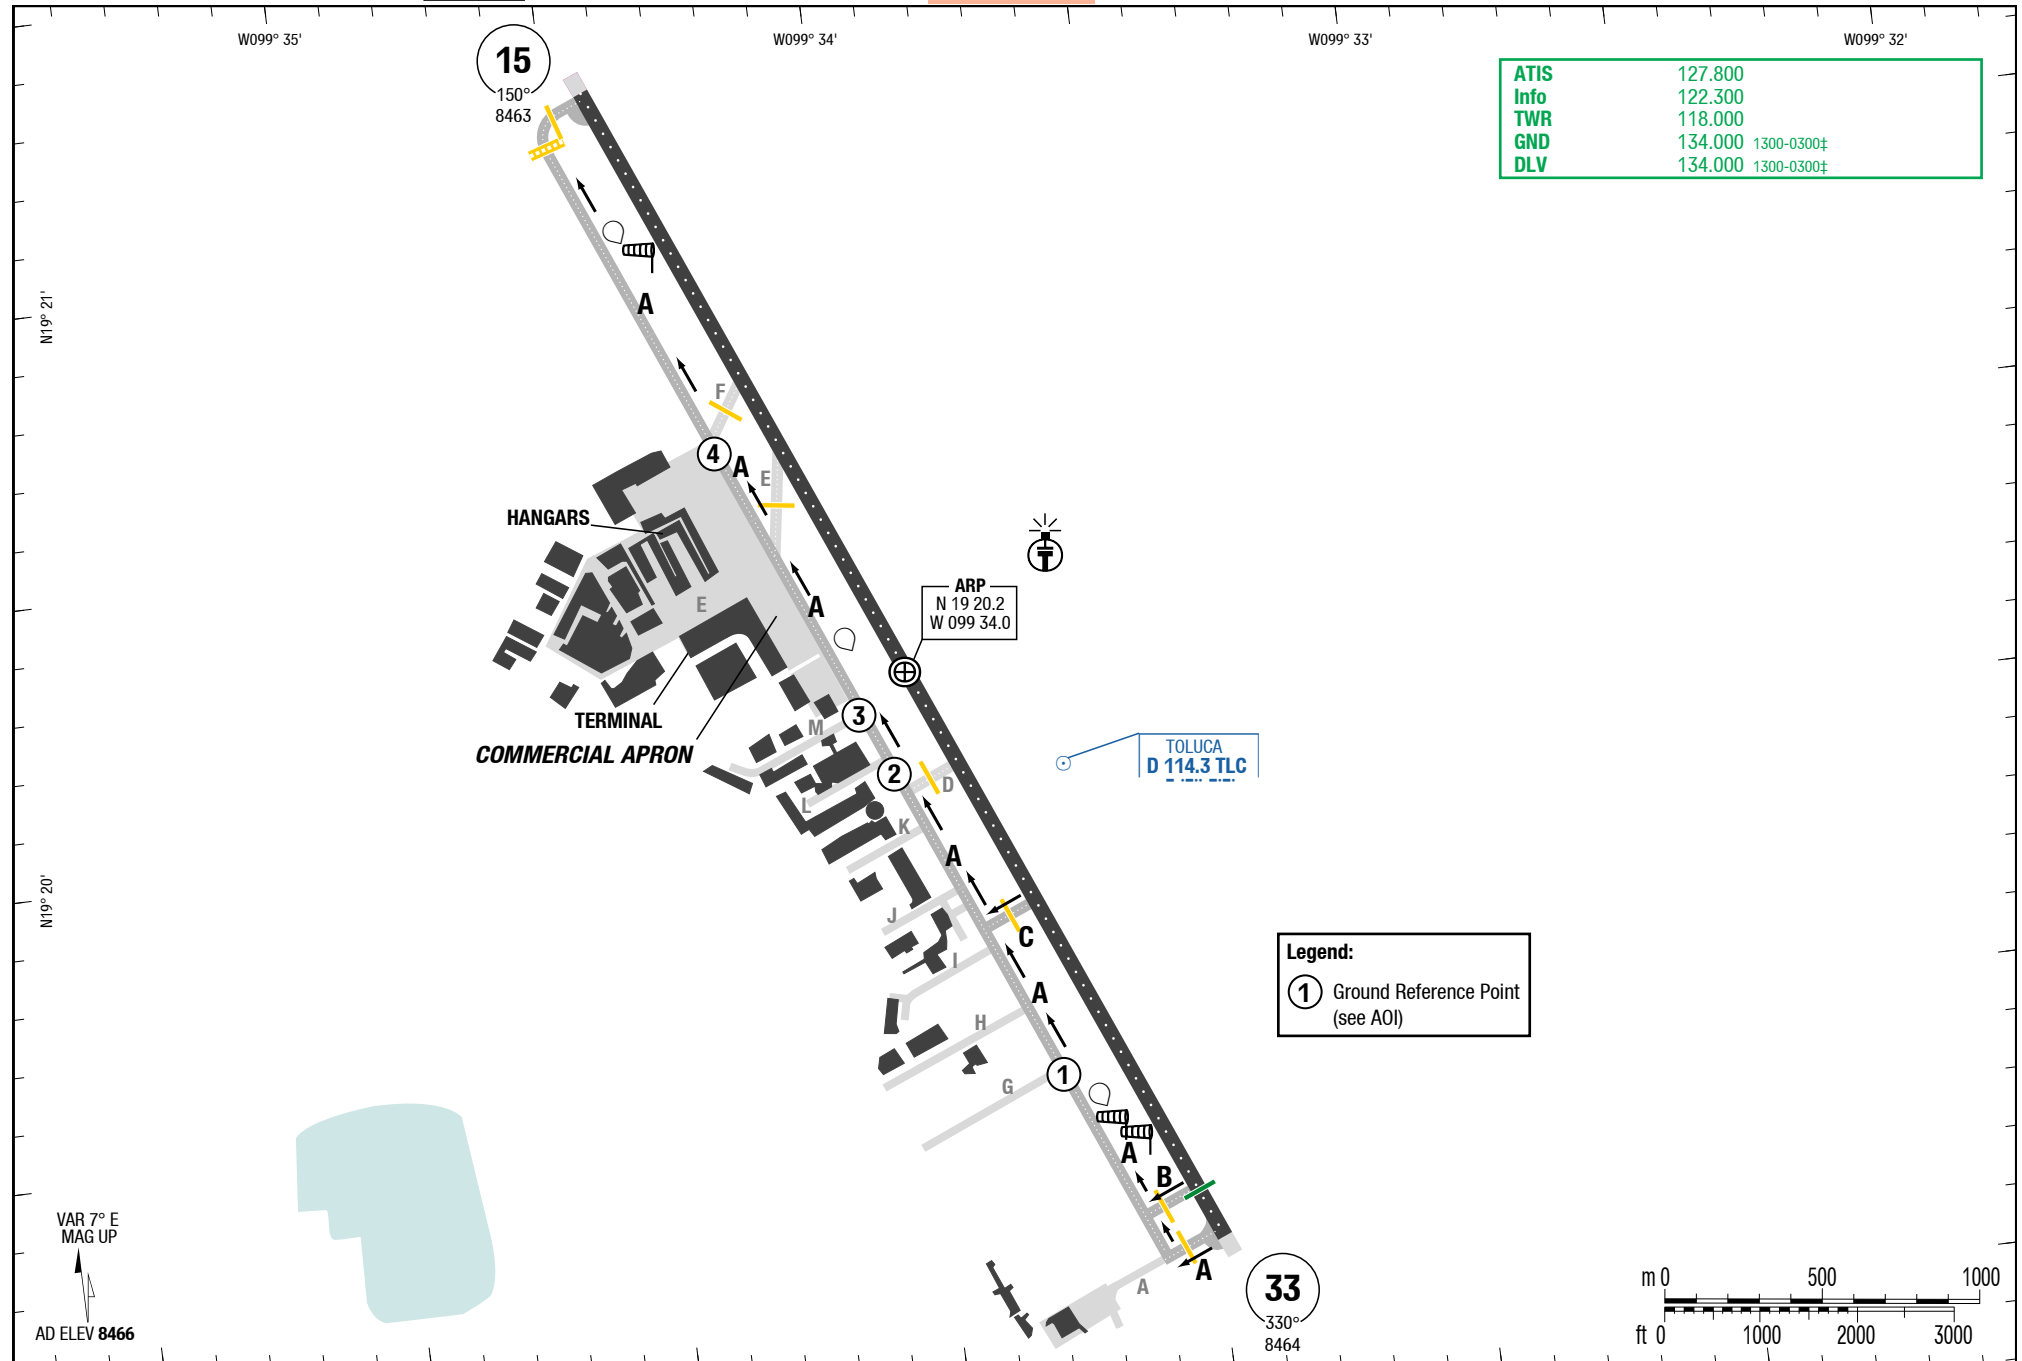 W099° 35'
W099° 34'
W099° 33'
W099° 32'
15
150°
8463
ATIS 127.800
Info 122.300
TWR 118.000
GND 134.000 1300-0300‡
DLV 134.000 1300-0300‡
N19° 21'
A
F
4
A
E
HANGARS
E
A
ARP
N 19 20.2
W 099 34.0
TERMINAL
COMMERCIAL APRON
3
M
2
D
L
K
TOLUCA
D 114.3 TLC
A
N19° 20'
J
C
I
A
H
Legend:
1 Ground Reference Point
(see AOI)
1
G
A
B
A
A
33
330°
8464
VAR 7° E
MAG UP
AD ELEV 8466
m 0 500 1000
ft 0 1000 2000 3000